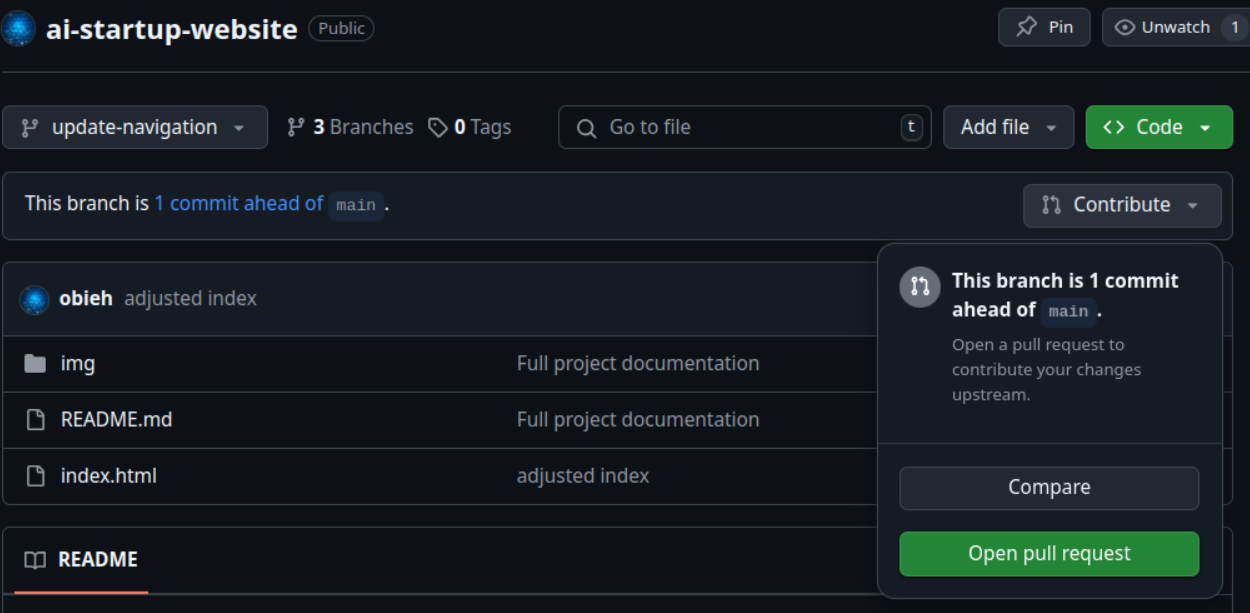 ai-startup-website Public Pin Unwatch 1
update-navigation 3 Branches 0 Tags Go to file t Add file Code
This branch is 1 commit ahead of main . Contribute
This branch is 1 commit
ahead of main .
Open a pull request to
contribute your changes
upstream.
Compare
Open pull request
obieh adjusted index
img Full project documentation
README.md Full project documentation
index.html adjusted index
README